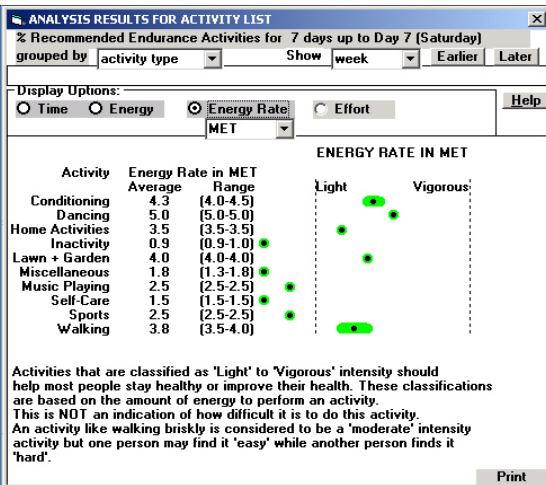 ANALYSIS RESULTS FOR ACTIVITY LIST
% Recommended Endurance Activities for 7 days up to Day 7 (Saturday)
grouped by activity type Show week Earlier Later
Display Options:
Time Energy Energy Rate Effort Help
MET
ENERGY RATE IN MET
Activity Energy Rate in MET
Average Range Light Vigorous
Conditioning 4.3 (4.0-4.5)
Dancing 5.0 (5.0-5.0)
Home Activities 3.5 (3.5-3.5)
Inactivity 0.9 (0.9-1.0)
Lawn + Garden 4.0 (4.0-4.0)
Miscellaneous 1.8 (1.3-1.8)
Music Playing 2.5 (2.5-2.5)
Self-Care 1.5 (1.5-1.5)
Sports 2.5 (2.5-2.5)
Walking 3.8 (3.5-4.0)
Activities that are classified as 'Light' to 'Vigorous' intensity should
help most people stay healthy or improve their health. These classifications
are based on the amount of energy to perform an activity.
This is NOT an indication of how difficult it is to do this activity.
An activity like walking briskly is considered to be a 'moderate' intensity
activity but one person may find it 'easy' while another person finds it
'hard'.
Print